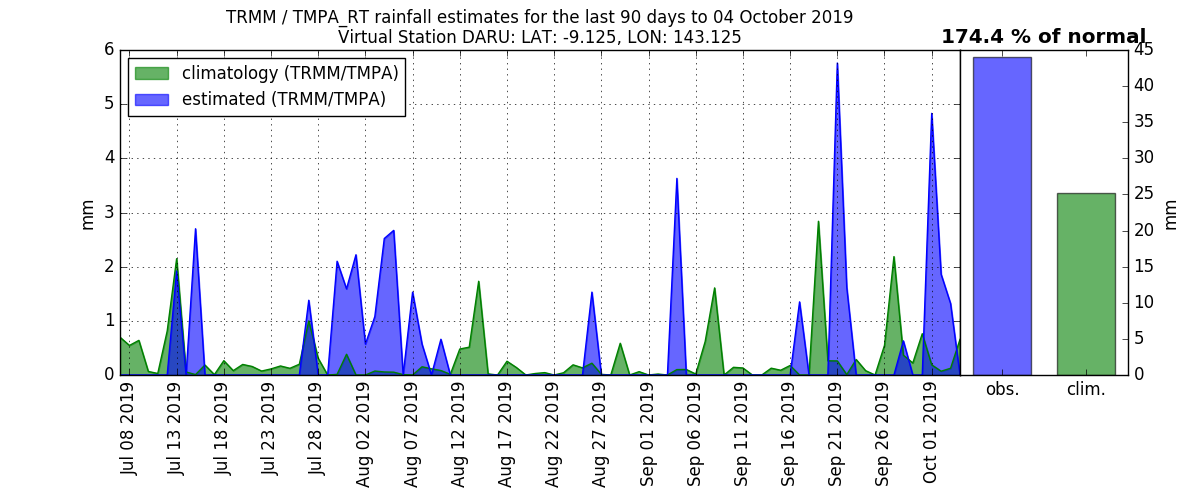 TRMM / TMPA_RT rainfall estimates for the last 90 days to 04 October 2019
Virtual Station DARU: LAT: -9.125, LON: 143.125
174.4 % of normal
climatology (TRMM/TMPA)
estimated (TRMM/TMPA)
6
5
4
3
2
1
0
mm
45
40
35
30
25
20
15
10
5
0
mm
Jul 08 2019
Jul 13 2019
Jul 18 2019
Jul 23 2019
Jul 28 2019
Aug 02 2019
Aug 07 2019
Aug 12 2019
Aug 17 2019
Aug 22 2019
Aug 27 2019
Sep 01 2019
Sep 06 2019
Sep 11 2019
Sep 16 2019
Sep 21 2019
Sep 26 2019
Oct 01 2019
obs.
clim.